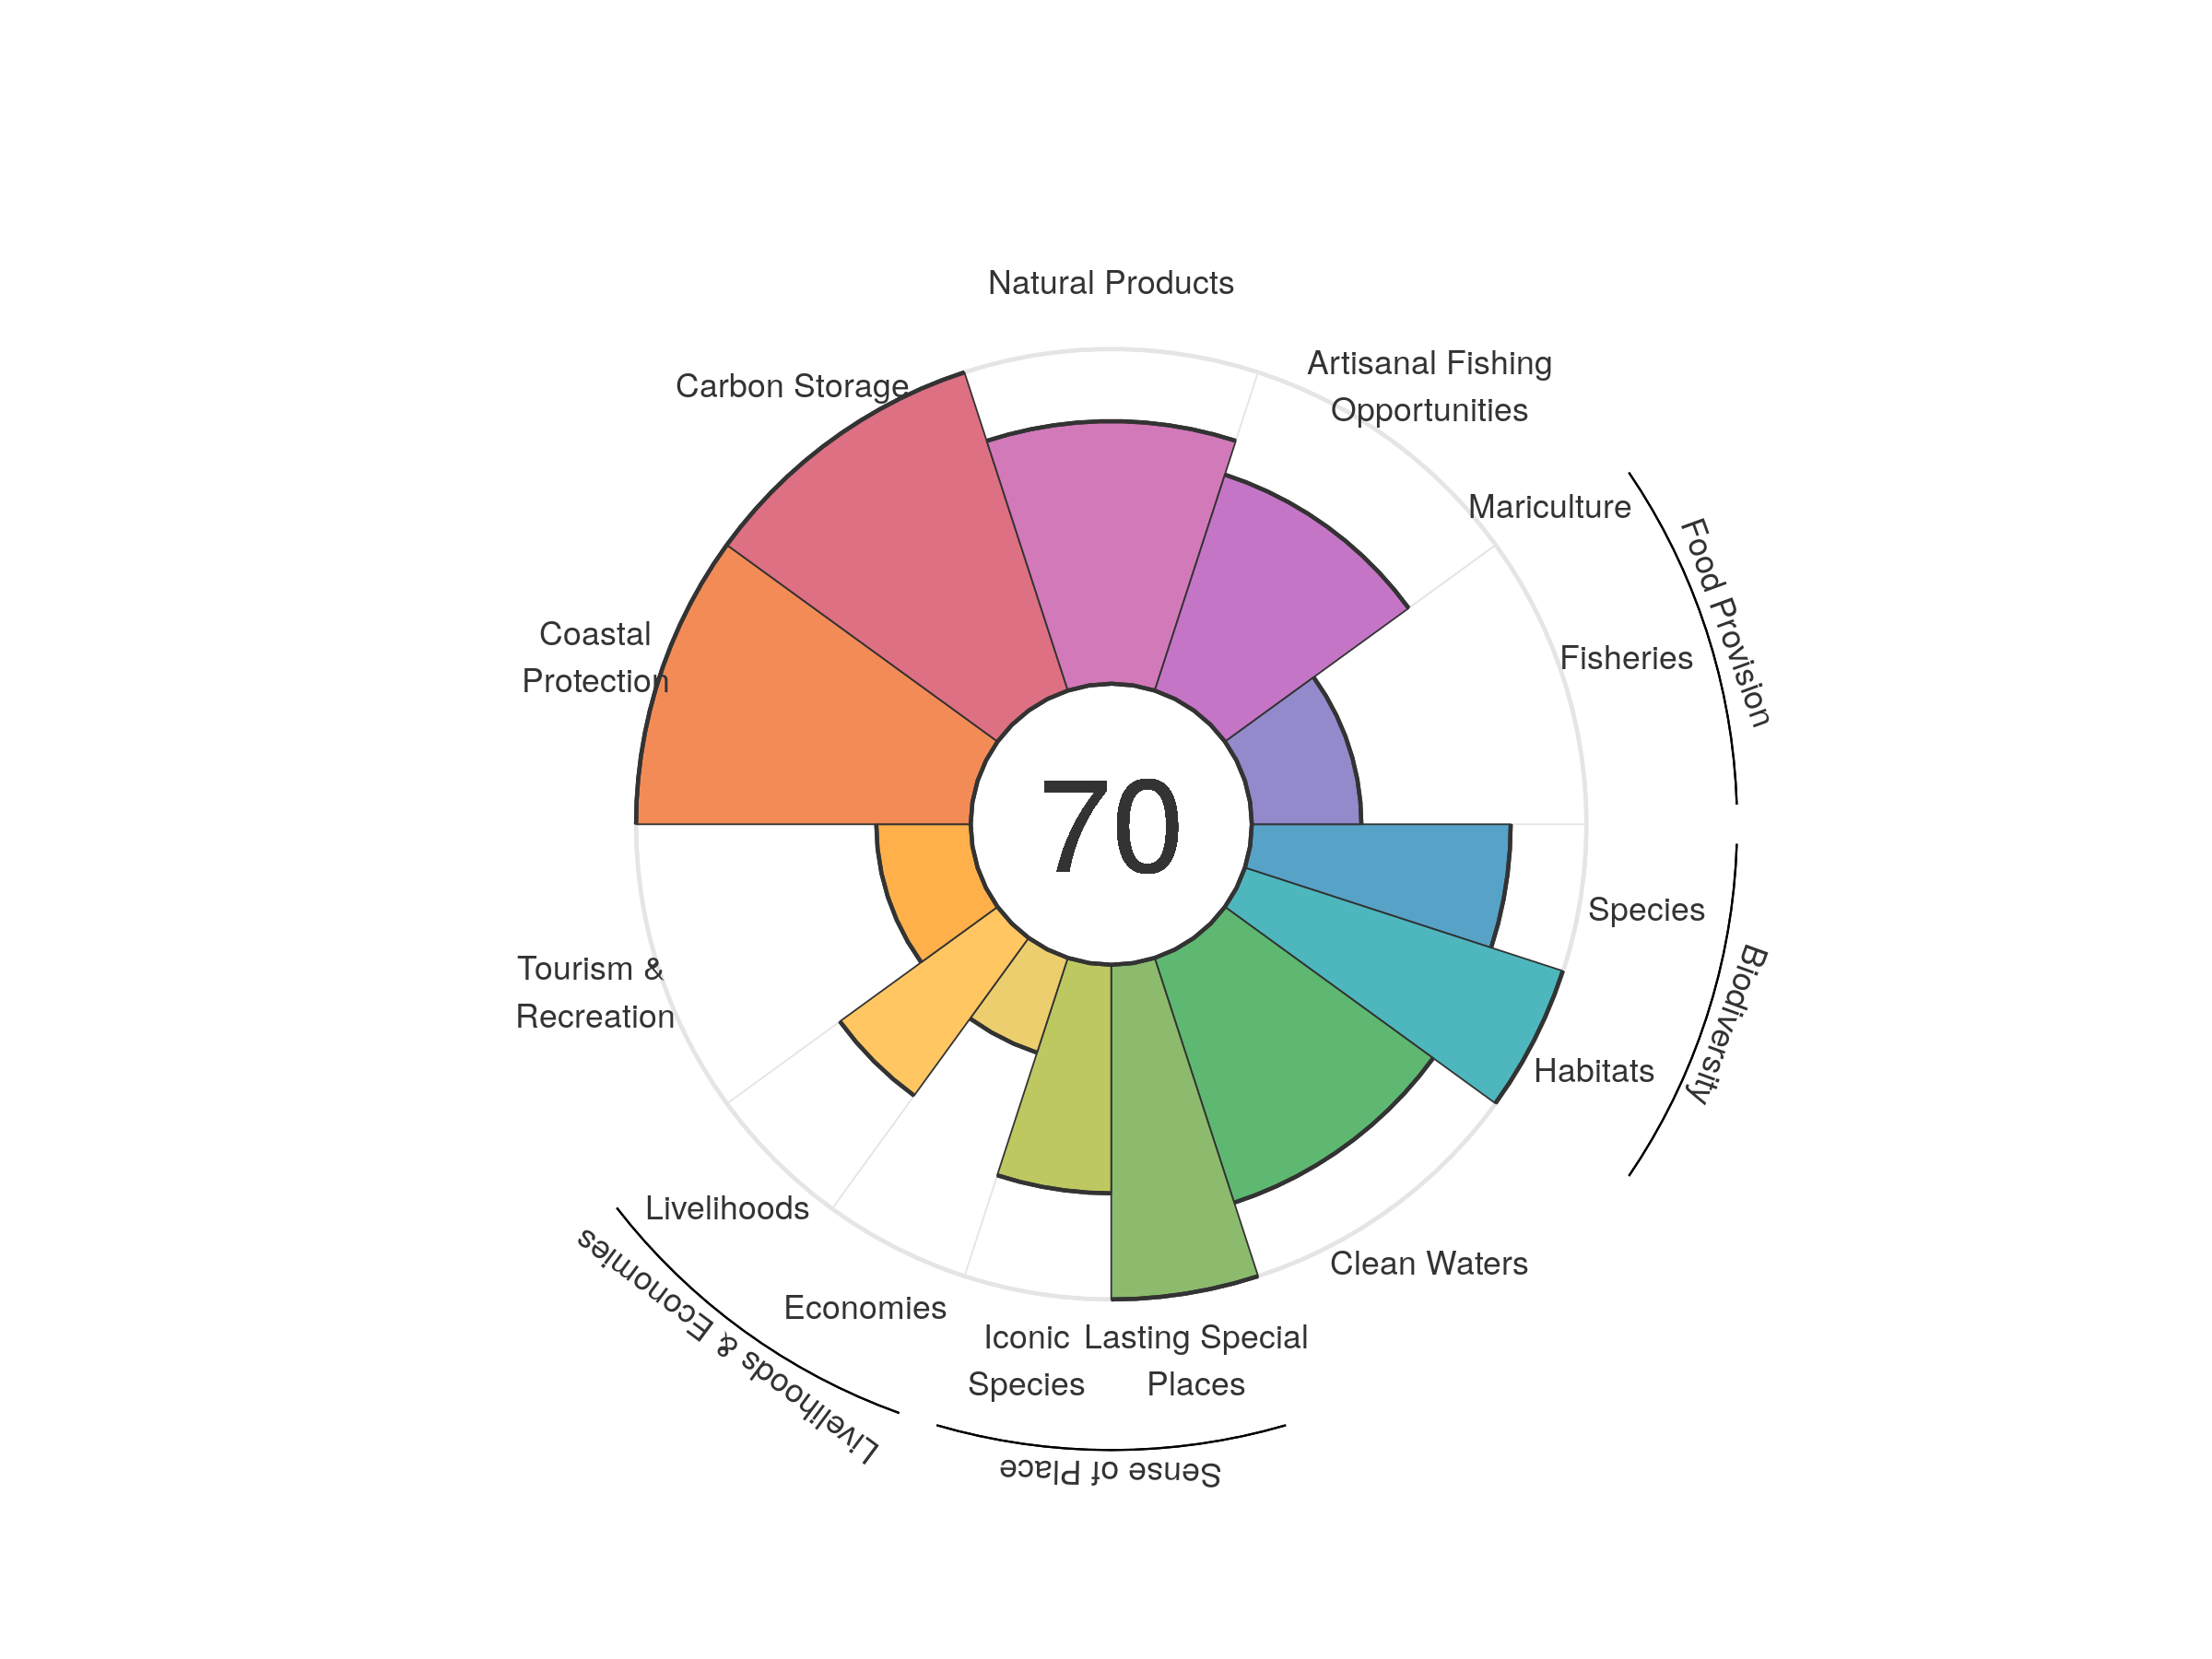 Natural Products
Artisanal Fishing
Opportunities
Carbon Storage
Mariculture
Food Provision
Fisheries
Coastal
Protection
70
Species
Biodiversity
Habitats
Tourism &
Recreation
Livelihoods
Livelihoods & Economies
Economies
Clean Waters
Iconic
Species
Lasting Special
Places
Sense of Place